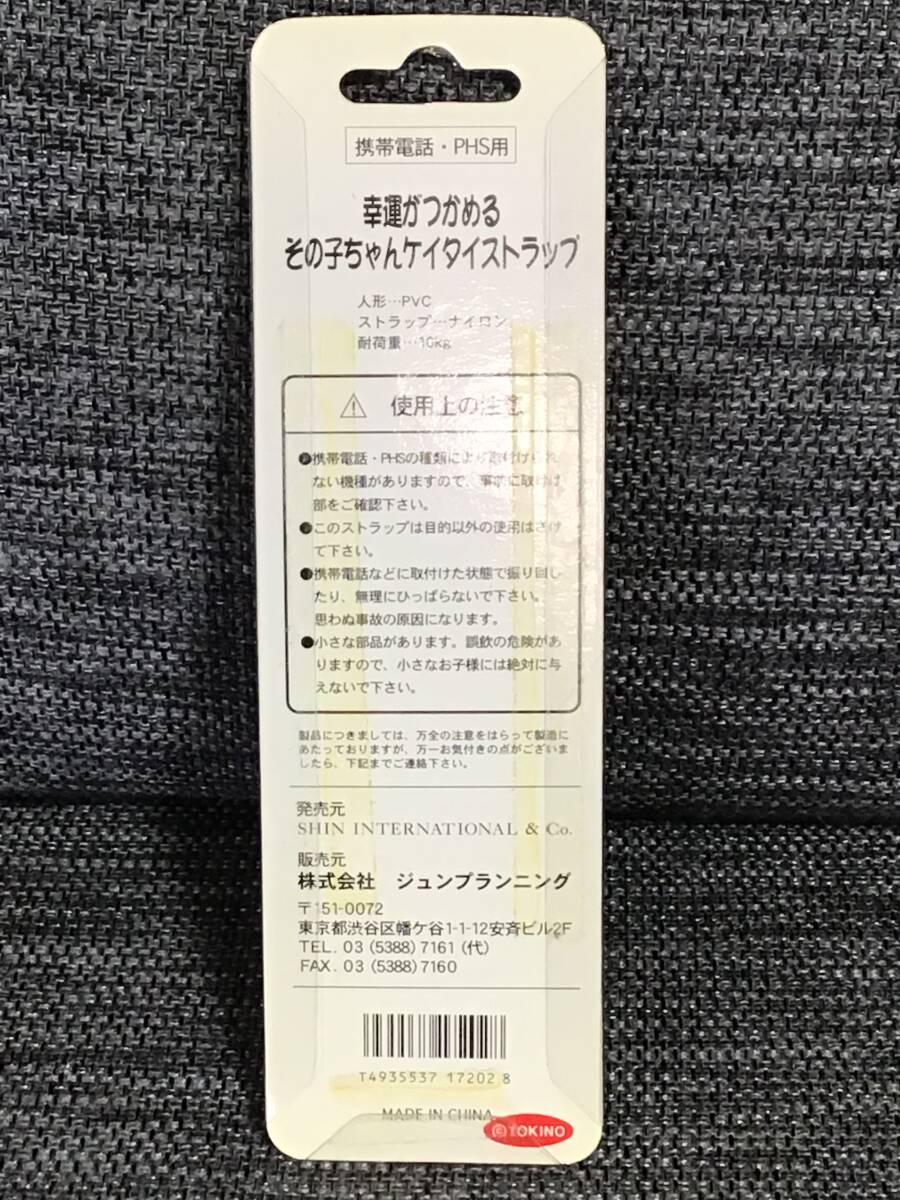 携帯電話・PHS用
幸運がつかめる
その子ちゃんケイタイストラップ
人形…PVC
ストラップ…ナイロン
耐荷重…10kg
⚠ 使用上の注意
●携帯電話・PHSの種類により取付けられ
ない機種がありますので、事前に取付け
部をご確認下さい。
●このストラップは目的以外の使用はさけ
て下さい。
●携帯電話などに取付けた状態で振り回し
たり、無理にひっぱらないで下さい。
思わぬ事故の原因になります。
●小さな部品があります。誤飲の危険があ
りますので、小さなお子様には絶対に与
えないで下さい。
製品につきましては、万全の注意をはらって製造に
あたっておりますが、万一お気付きの点がございま
したら、下記までご連絡下さい。
発売元
SHIN INTERNATIONAL & Co.
販売元
株式会社 ジュンプランニング
〒151-0072
東京都渋谷区幡ケ谷1-1-12安斉ビル2F
TEL. 03 (5388) 7161 (代)
FAX. 03 (5388) 7160
T4935537 17202 8
MADE IN CHINA
©TOKINO